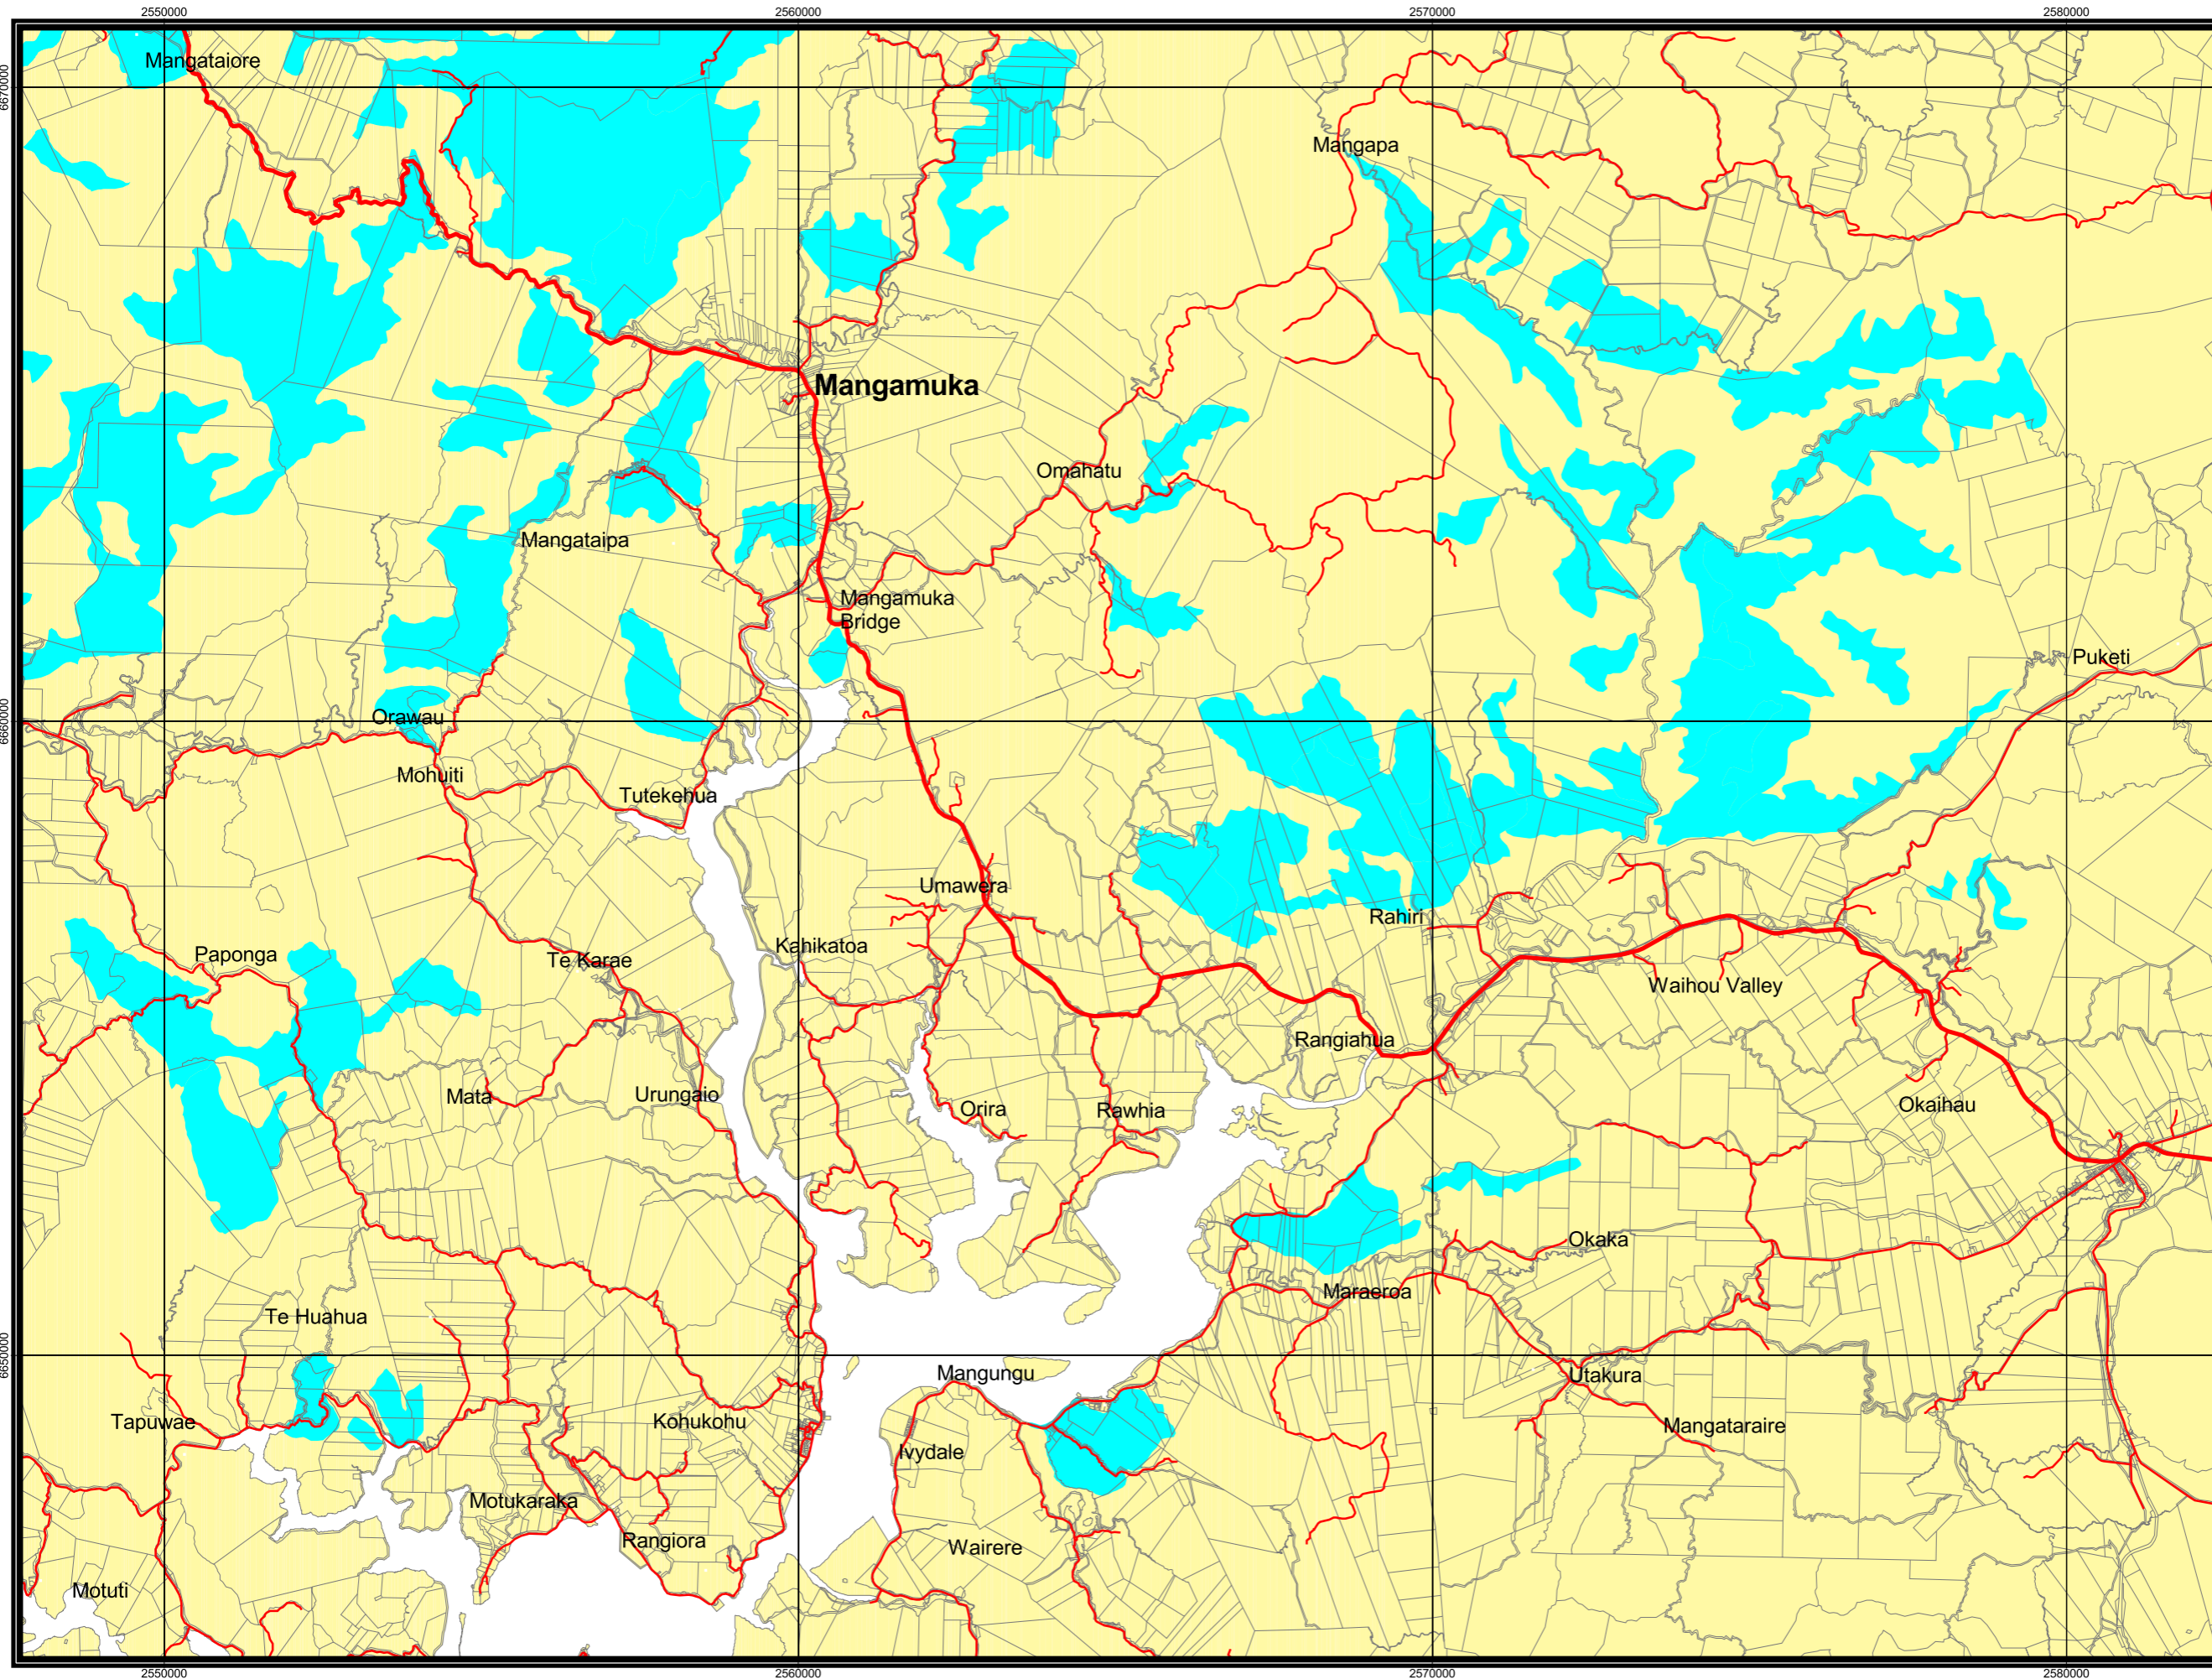 2550000
2560000
2570000
2580000
Mangataiore
6670000
Mangapa
Mangamuka
Omahatu
Mangataipa
Mangamuka
Bridge
Puketi
6660000
Orawau
Mohuiti
Tutekehua
Umawera
Rahiri
Kahikatoa
Paponga
Te Karae
Waihou Valley
Rangiahua
Mata
Urungaio
Orira
Rawhia
Okaihau
Okaka
Maraeroa
Te Huahua
6650000
Mangungu
Utakura
Tapuwae
Kohukohu
Mangataraire
Ivydale
Motukaraka
Rangiora
Wairere
Motuti
2550000
2560000
2570000
2580000